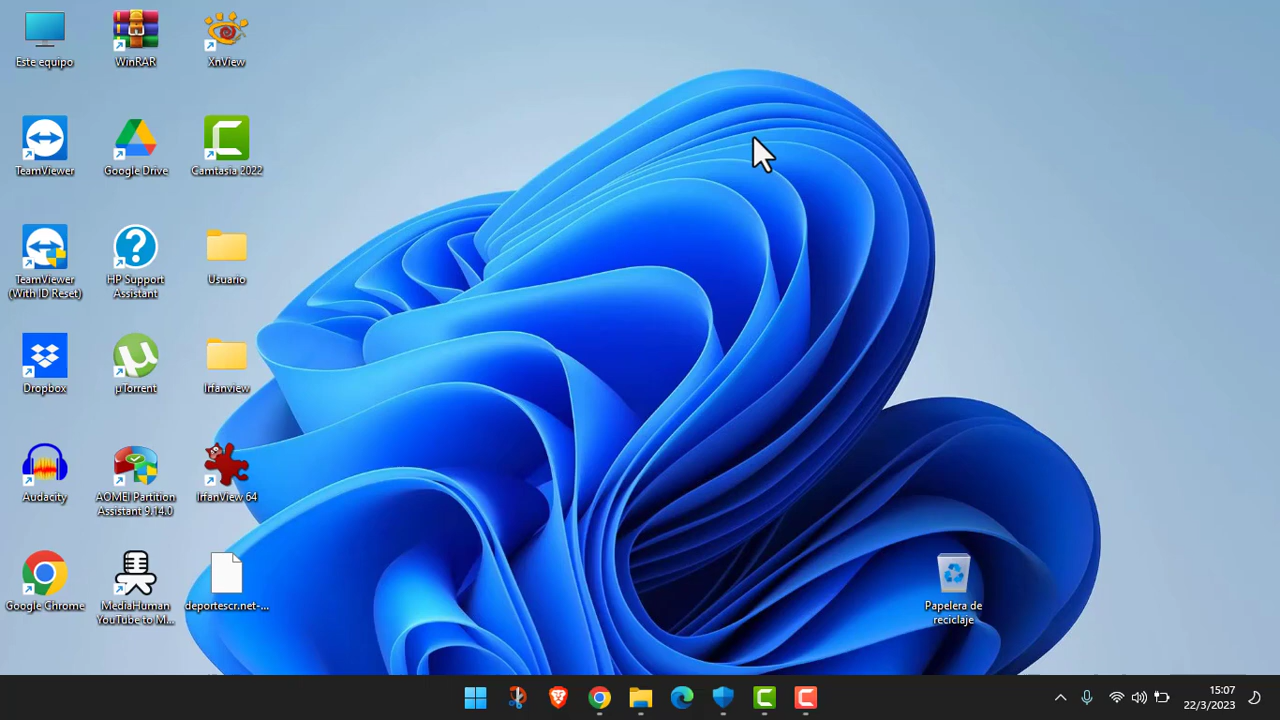 Este equipo
WinRAR
XnView
TeamViewer
Google Drive
Camtasia 2022
TeamViewer
(With ID Reset)
HP Support
Assistant
Usuario
Dropbox
µTorrent
Irfanview
Audacity
AOMEI Partition
Assistant 9.14.0
IrfanView 64
Google Chrome
MediaHuman
YouTube to M...
deportescr.net-...
Papelera de
reciclaje
15:07
22/3/2023